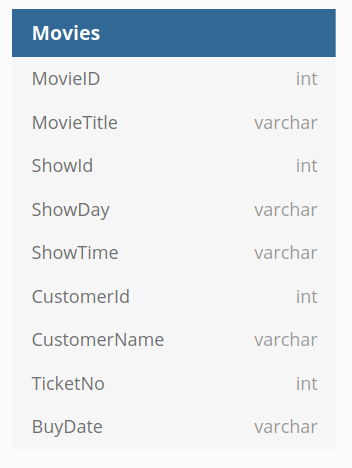 Movies
MovieID int
MovieTitle varchar
ShowId int
ShowDay varchar
ShowTime varchar
CustomerId int
CustomerName varchar
TicketNo int
BuyDate varchar